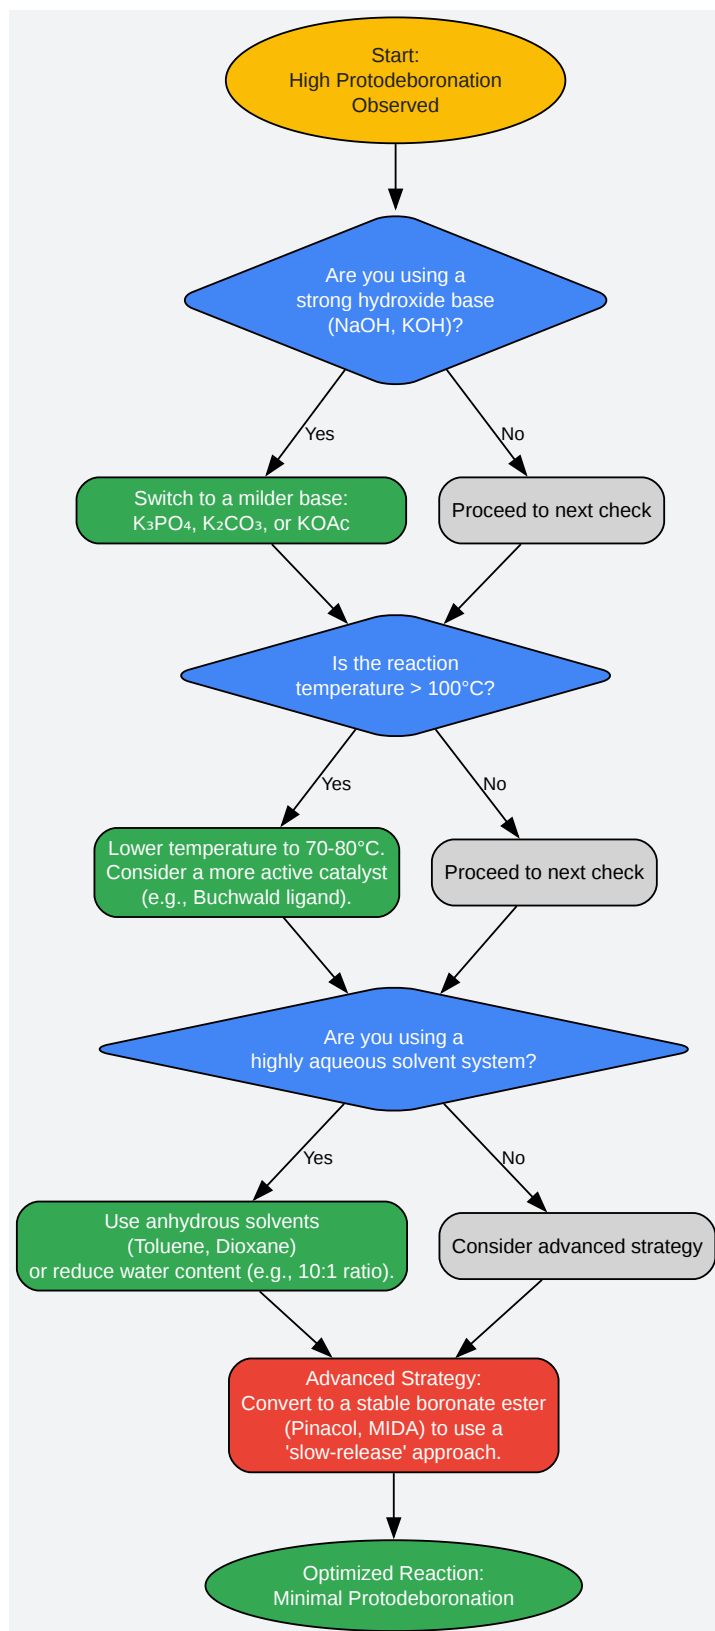 Start:
High Protodeboronation
Observed
Are you using a
strong hydroxide base
(NaOH, KOH)?
Yes
No
Switch to a milder base:
K₃PO₄, K₂CO₃, or KOAc
Proceed to next check
Is the reaction
temperature > 100°C?
Yes
No
Lower temperature to 70-80°C.
Consider a more active catalyst
(e.g., Buchwald ligand).
Proceed to next check
Are you using a
highly aqueous solvent system?
Yes
No
Use anhydrous solvents
(Toluene, Dioxane)
or reduce water content (e.g., 10:1 ratio).
Consider advanced strategy
Advanced Strategy:
Convert to a stable boronate ester
(Pinacol, MIDA) to use a
'slow-release' approach.
Optimized Reaction:
Minimal Protodeboronation